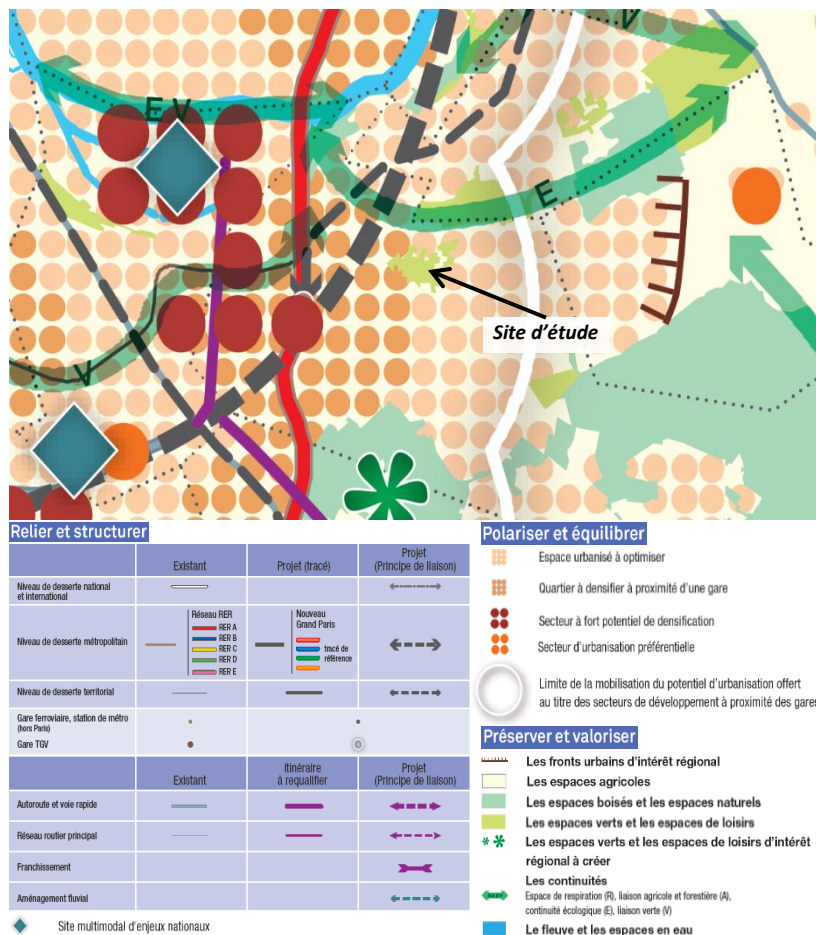 V
E V
E
Site d'étude
V
Relier et structurer
Existant
Projet (tracé)
Projet
(Principe de liaison)
Niveau de desserte national
et international
Niveau de desserte métropolitain
Réseau RER
RER A
RER B
RER C
RER D
RER E
Nouveau
Grand Paris
tracé de
référence
Niveau de desserte territorial
Gare ferroviaire, station de métro
(hors Paris)
Gare TGV
Existant
Itinéraire
à requalifier
Projet
(Principe de liaison)
Autoroute et voie rapide
Réseau routier principal
Franchissement
Aménagement fluvial
Site multimodal d'enjeux nationaux
Polariser et équilibrer
Espace urbanisé à optimiser
Quartier à densifier à proximité d'une gare
Secteur à fort potentiel de densification
Secteur d'urbanisation préférentielle
Limite de la mobilisation du potentiel d'urbanisation offert
au titre des secteurs de développement à proximité des gares
Préserver et valoriser
Les fronts urbains d'intérêt régional
Les espaces agricoles
Les espaces boisés et les espaces naturels
Les espaces verts et les espaces de loisirs
Les espaces verts et les espaces de loisirs d'intérêt
régional à créer
Les continuités
Espace de respiration (R), liaison agricole et forestière (A),
continuité écologique (E), liaison verte (V)
Le fleuve et les espaces en eau